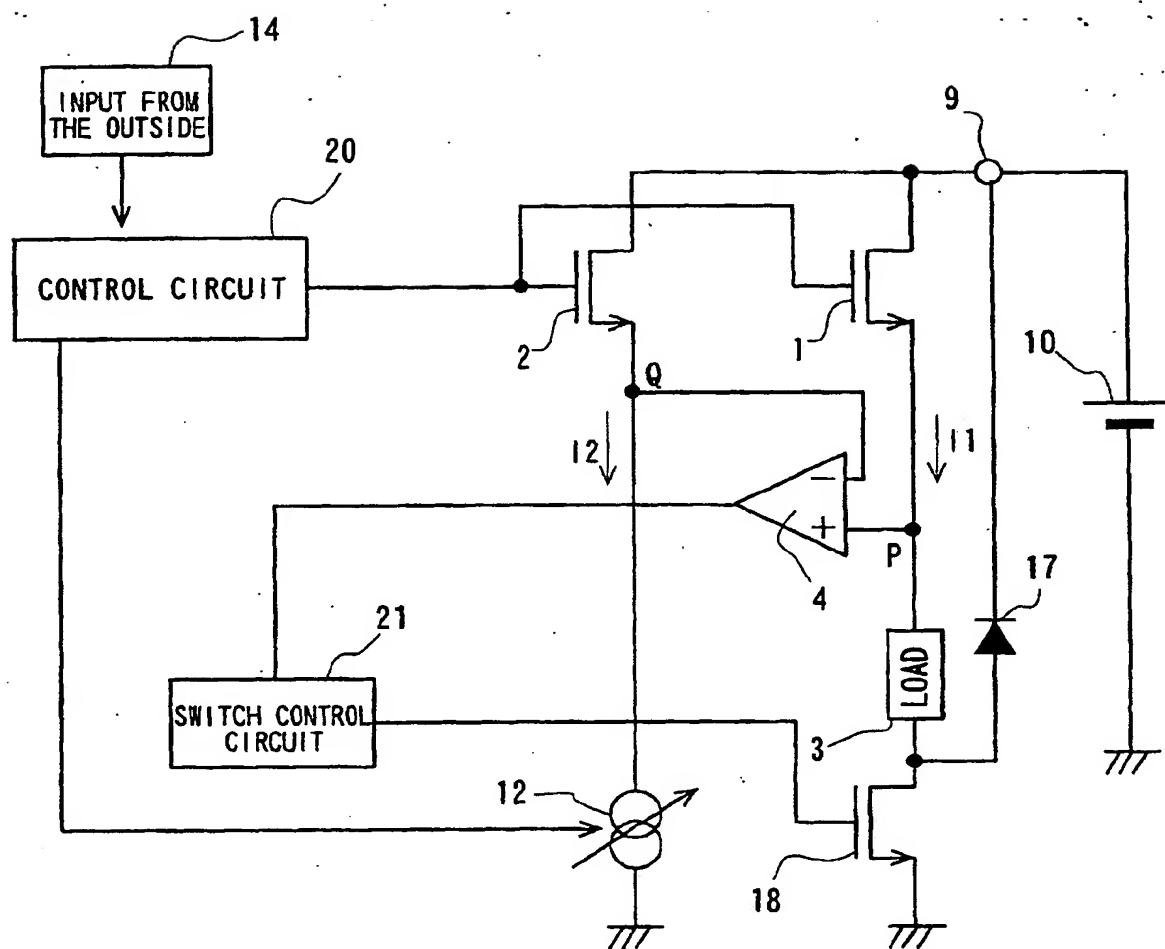 14
INPUT FROM
THE OUTSIDE
9
20
CONTROL CIRCUIT
2
1
10
Q
I2
I1
−
+
P
4
17
21
SWITCH CONTROL
CIRCUIT
LOAD
3
12
18